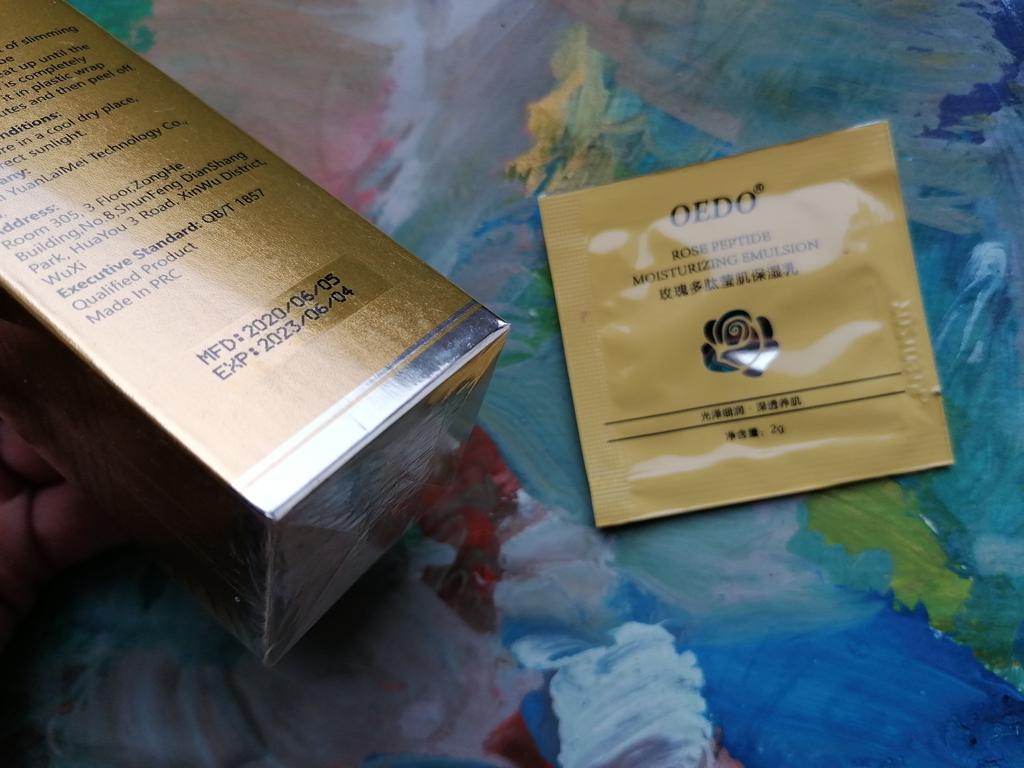 t of slimming
eat up until the
is completely
it in plastic wrap
utes and then peel off.
onditions:
re in a cool dry place,
rect sunlight.
any:
YuanLaiMei Technology Co.,
ddress:
Room 305, 3 Floor,ZongHe
Building,No.8,ShunFeng DianShang
Park, HuaYou 3 Road, XinWu District,
WuXi
Executive Standard: QB/T 1857
Qualified Product
Made in PRC
MFD: 2020/06/05
EXP: 2023/06/04
OEDO®
ROSE PEPTIDE
MOISTURIZING EMULSION
玫瑰多肽莹肌保湿乳
光泽细润 · 深透养肌
净含量：2g